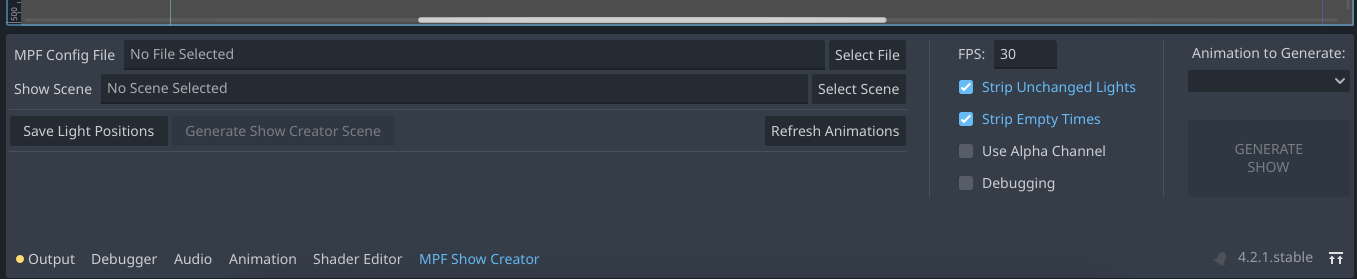 500
MPF Config File No File Selected Select File
Show Scene No Scene Selected Select Scene
Save Light Positions Generate Show Creator Scene Refresh Animations
FPS: 30
Strip Unchanged Lights
Strip Empty Times
Use Alpha Channel
Debugging
Animation to Generate:
GENERATE
SHOW
Output Debugger Audio Animation Shader Editor MPF Show Creator 4.2.1.stable